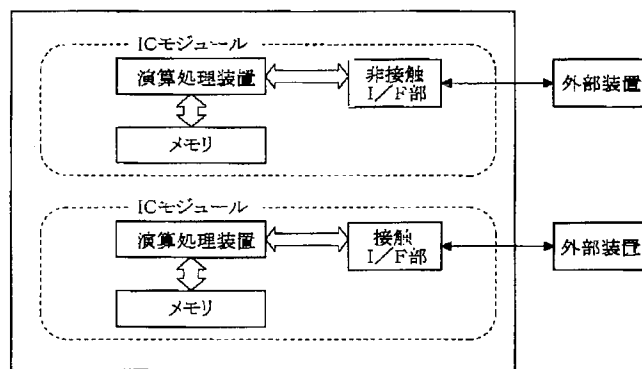 ICモジュール
演算処理装置
非接触
I/F部
外部装置
メモリ
ICモジュール
演算処理装置
接触
I/F部
外部装置
メモリ